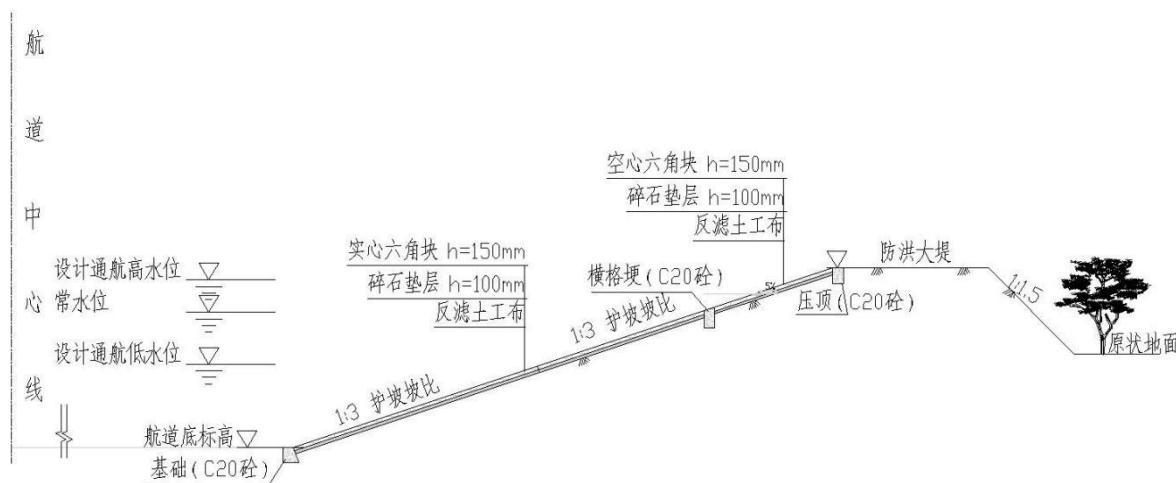 航道中心线
空心六角块 h=150mm
碎石垫层 h=100mm
反滤土工布
实心六角块 h=150mm
碎石垫层 h=100mm
反滤土工布
横格埂(C20砼)
防洪大堤
1:1.5
压顶(C20砼)
原状地面
设计通航高水位
常水位
设计通航低水位
1:3 护坡坡比
1:3 护坡坡比
航道底标高
基础(C20砼)